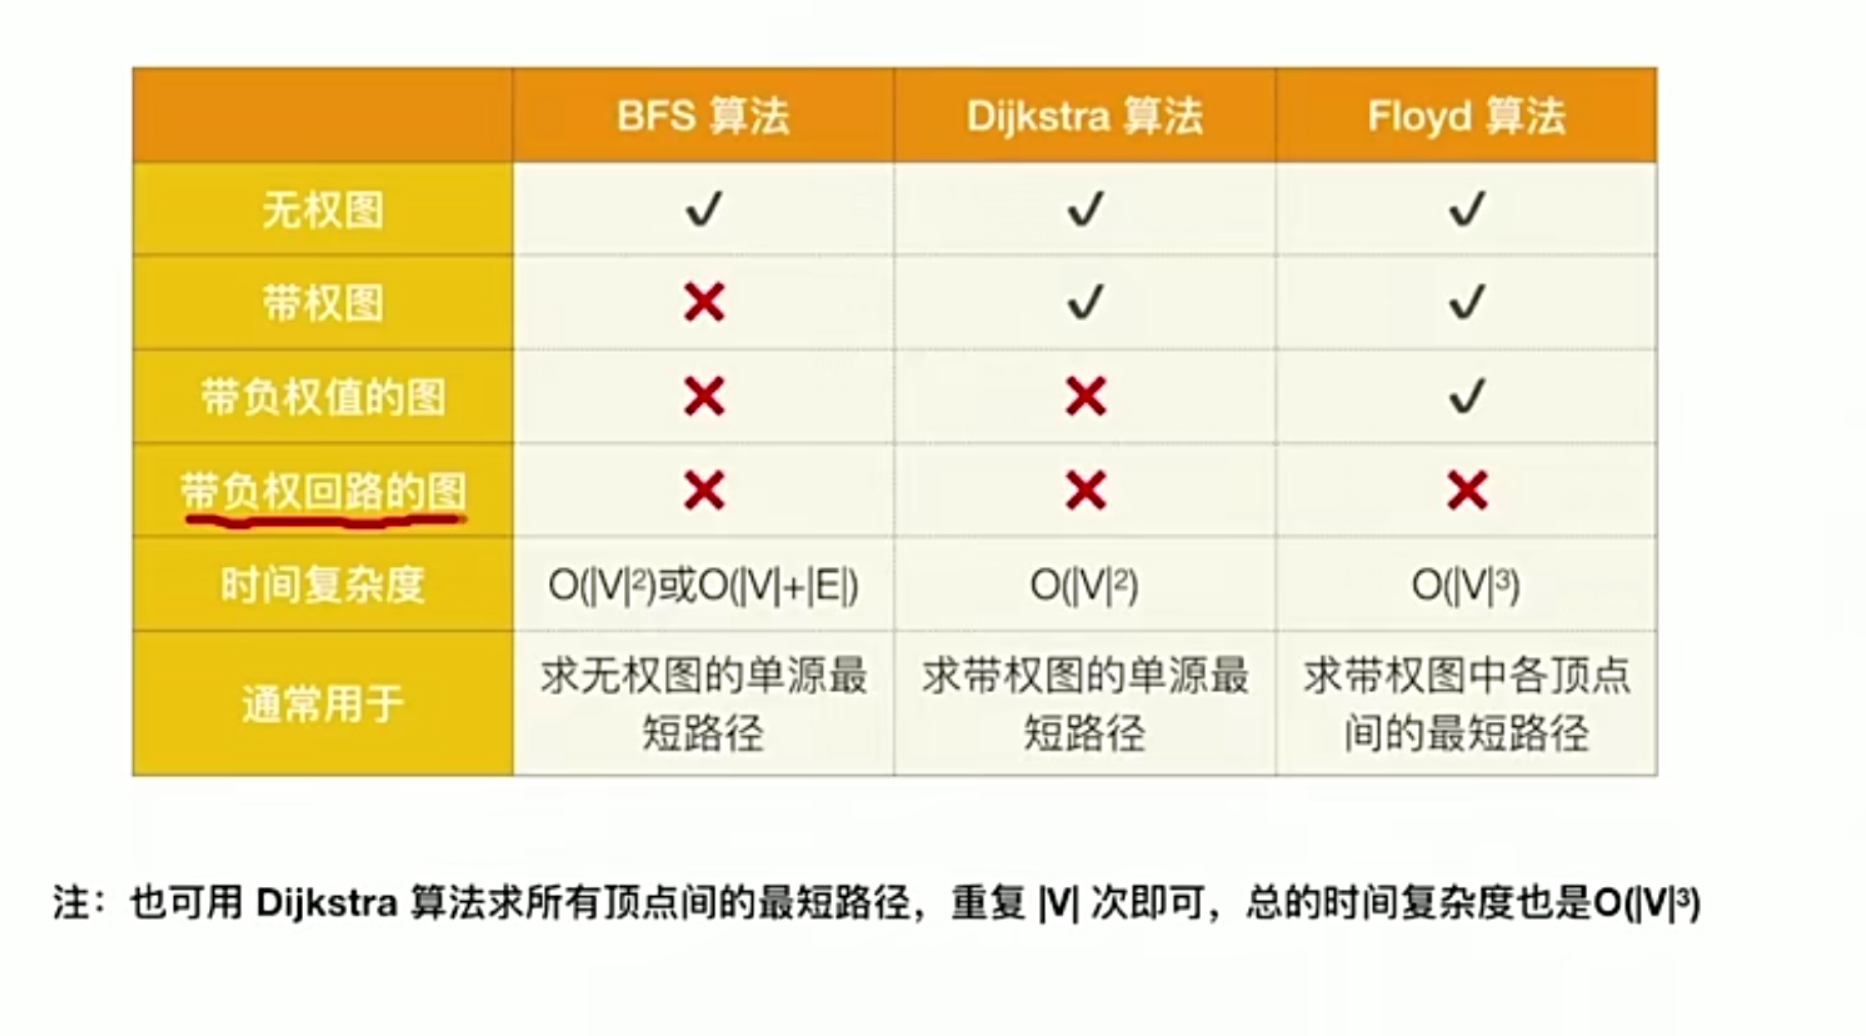 BFS 算法 Dijkstra 算法 Floyd 算法
无权图 ✓ ✓ ✓
带权图 ✕ ✓ ✓
带负权值的图 ✕ ✕ ✓
带负权回路的图 ✕ ✕ ✕
时间复杂度 O(|V|²)或O(|V|+|E|) O(|V|²) O(|V|³)
通常用于 求无权图的单源最短路径 求带权图的单源最短路径 求带权图中各顶点间的最短路径
注：也可用 Dijkstra 算法求所有顶点间的最短路径，重复 |V| 次即可，总的时间复杂度也是O(|V|³)